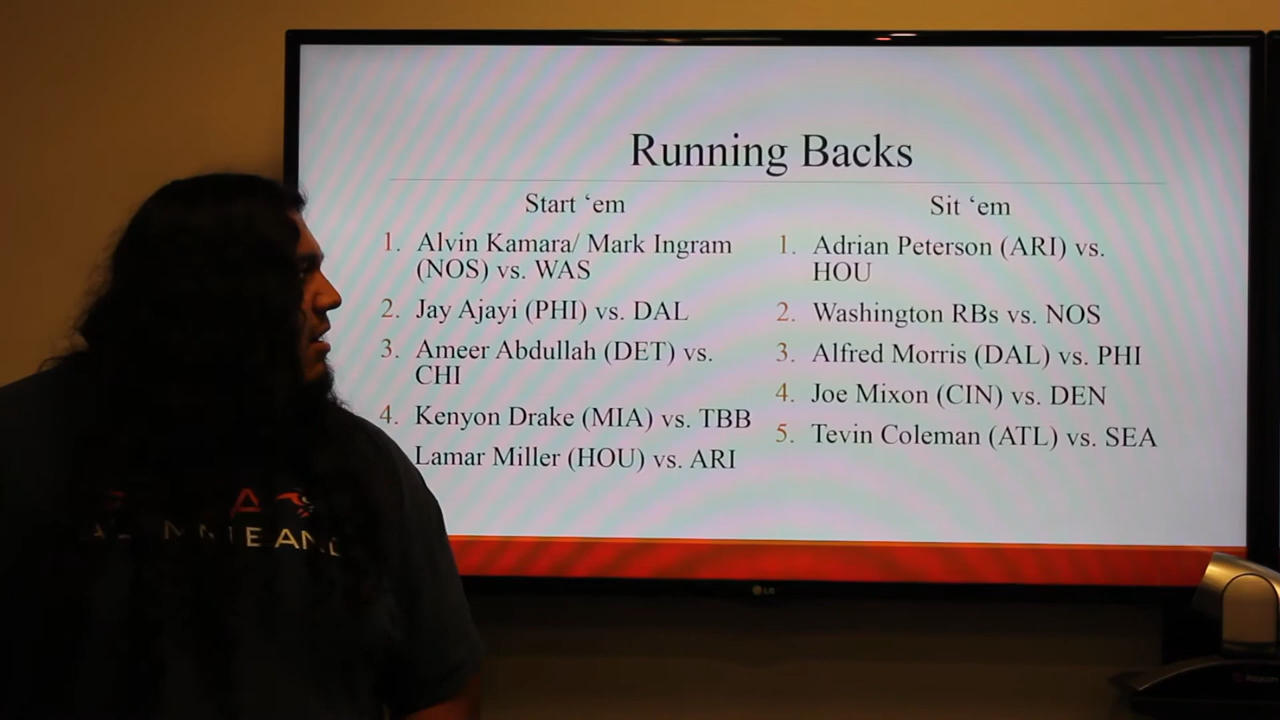 Running Backs
Start ‘em
1. Alvin Kamara/ Mark Ingram
(NOS) vs. WAS
2. Jay Ajayi (PHI) vs. DAL
3. Ameer Abdullah (DET) vs.
CHI
4. Kenyon Drake (MIA) vs. TBB
Lamar Miller (HOU) vs. ARI
Sit ‘em
1. Adrian Peterson (ARI) vs.
HOU
2. Washington RBs vs. NOS
3. Alfred Morris (DAL) vs. PHI
4. Joe Mixon (CIN) vs. DEN
5. Tevin Coleman (ATL) vs. SEA
LG